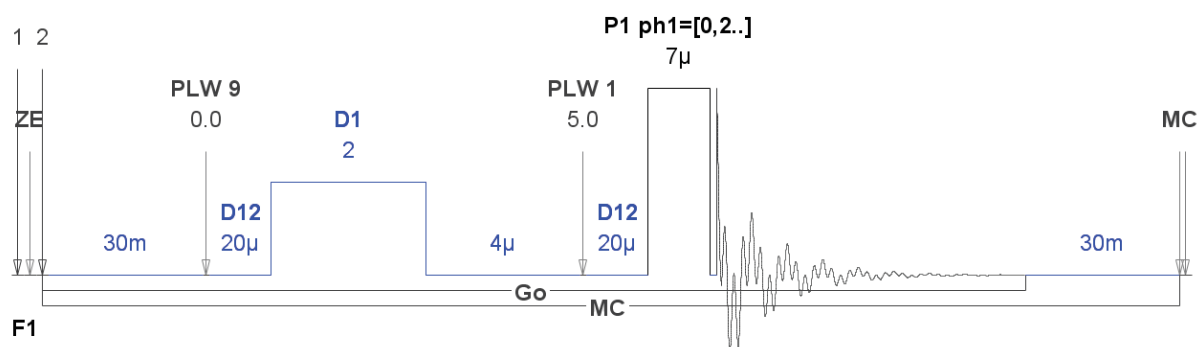 P1 ph1=[0,2..]
1 2
7µ
PLW 9
PLW 1
ZE
0.0
D1
5.0
MC
2
D12
D12
30m
20µ
4µ
20µ
30m
Go
MC
F1